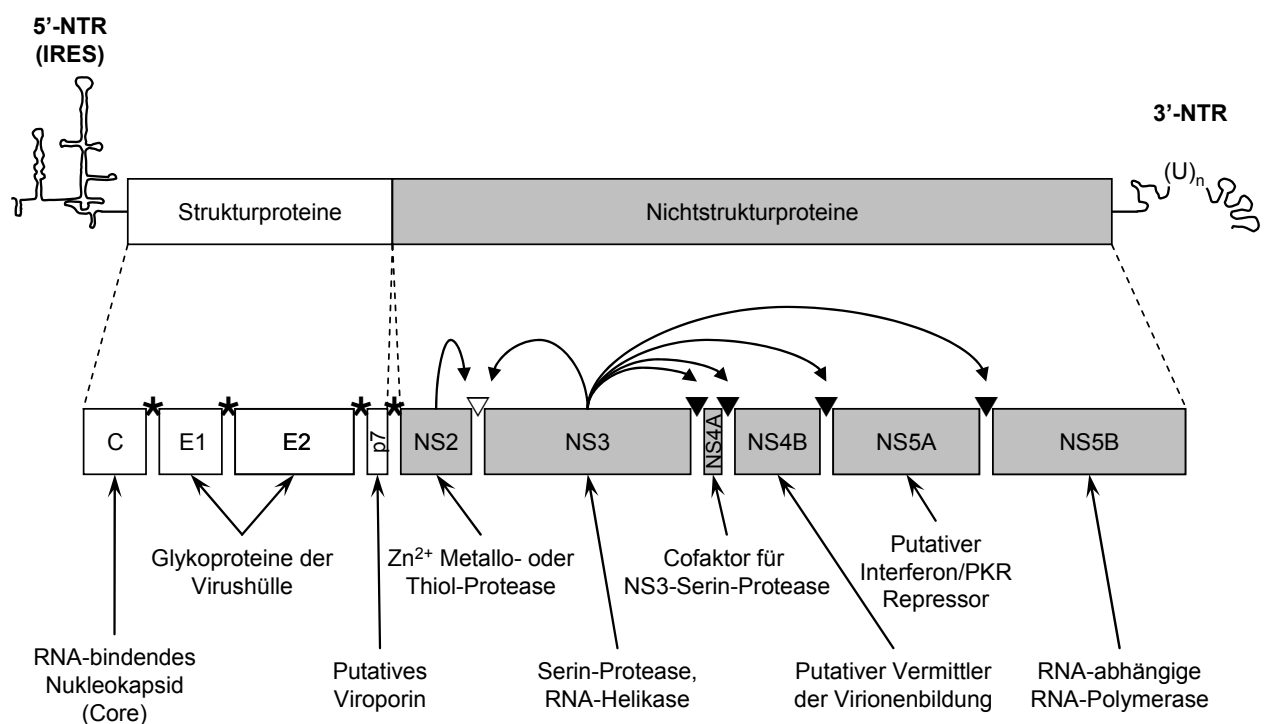 5'-NTR
(IRES)
3'-NTR
(U)n
Strukturproteine
Nichtstrukturproteine
* * * *
C
E1
E2
p7
NS2
NS3
NS4A
NS4B
NS5A
NS5B
Glykoproteine der
Virushülle
Zn2+ Metallo- oder
Thiol-Protease
Cofaktor für
NS3-Serin-Protease
Putativer
Interferon/PKR
Repressor
RNA-bindendes
Nukleokapsid
(Core)
Putatives
Viroporin
Serin-Protease,
RNA-Helikase
Putativer Vermittler
der Virionenbildung
RNA-abhängige
RNA-Polymerase